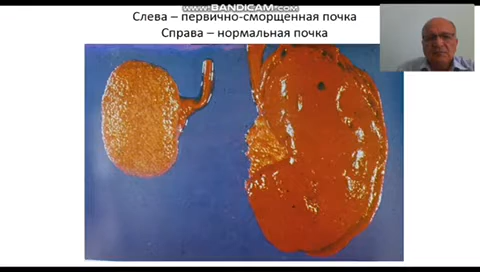 www.BANDICAM.com
Слева – первично-сморщенная почка
Справа – нормальная почка